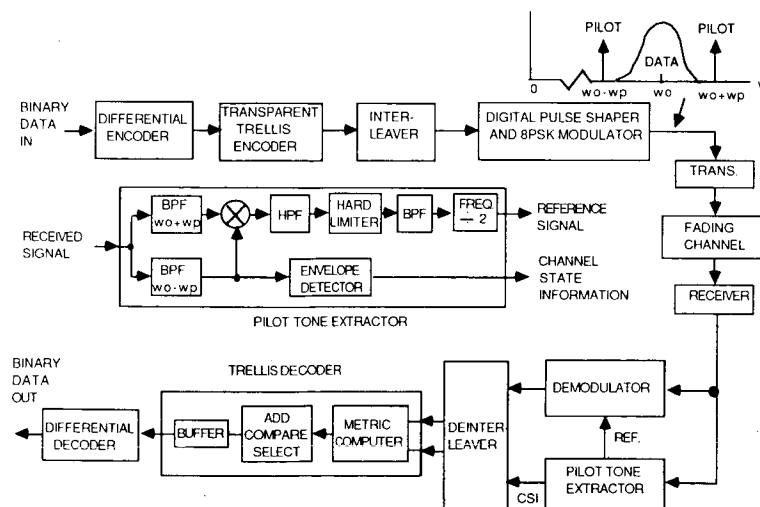 PILOT
PILOT
DATA
0
wo-wp
wo
wo+wp
BINARY
DATA
IN
DIFFERENTIAL
ENCODER
TRANSPARENT
TRELLIS
ENCODER
INTER-
LEAVER
DIGITAL PULSE SHAPER
AND 8PSK MODULATOR
TRANS.
FADING
CHANNEL
RECEIVER
RECEIVED
SIGNAL
BPF
wo+wp
HPF
HARD
LIMITER
BPF
FREQ
÷ 2
REFERENCE
SIGNAL
BPF
wo-wp
ENVELOPE
DETECTOR
CHANNEL
STATE
INFORMATION
PILOT TONE EXTRACTOR
BINARY
DATA
OUT
TRELLIS DECODER
DIFFERENTIAL
DECODER
BUFFER
ADD
COMPARE
SELECT
METRIC
COMPUTER
DEINTER
LEAVER
DEMODULATOR
REF.
PILOT TONE
EXTRACTOR
CSI